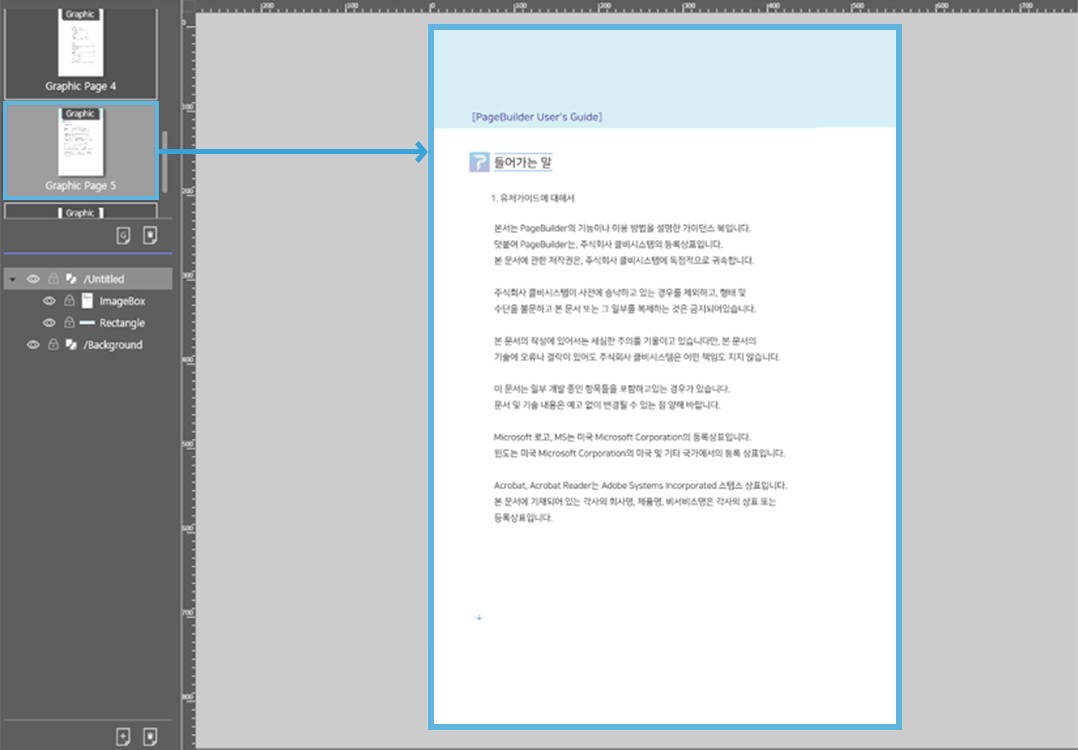 Graphic
Graphic Page 4
Graphic
Graphic Page 5
Graphic
/Untitled
ImageBox
Rectangle
/Background
200 100 0 100 200 300 400 500 600 700
0
100
200
300
400
500
600
700
800
[PageBuilder User's Guide]
들어가는 말
1. 유저가이드에 대해서
본서는 PageBuilder의 기능이나 이용 방법을 설명한 가이던스 북입니다.
덧붙여 PageBuilder는, 주식회사 클비시스템의 등록상표입니다.
본 문서에 관한 저작권은, 주식회사 클비시스템에 독점적으로 귀속합니다.
주식회사 클비시스템이 사전에 승낙하고 있는 경우를 제외하고, 형태 및
수단을 불문하고 본 문서 또는 그 일부를 복제하는 것은 금지되어있습니다.
본 문서의 작성에 있어서는 세심한 주의를 기울이고 있습니다만, 본 문서의
기술에 오류나 결락이 있어도 주식회사 클비시스템은 어떤 책임도 지지 않습니다.
이 문서는 일부 개발 중인 항목들을 포함하고있는 경우가 있습니다.
문서 및 기술 내용은 예고 없이 변경될 수 있는 점 양해 바랍니다.
Microsoft 로고, MS는 미국 Microsoft Corporation의 등록상표입니다.
윈도는 미국 Microsoft Corporation의 미국 및 기타 국가에서의 등록 상표입니다.
Acrobat, Acrobat Reader는 Adobe Systems Incorporated 스템스 상표입니다.
본 문서에 기재되어 있는 각사의 회사명, 제품명, 비서비스명은 각사의 상표 또는
등록상표입니다.